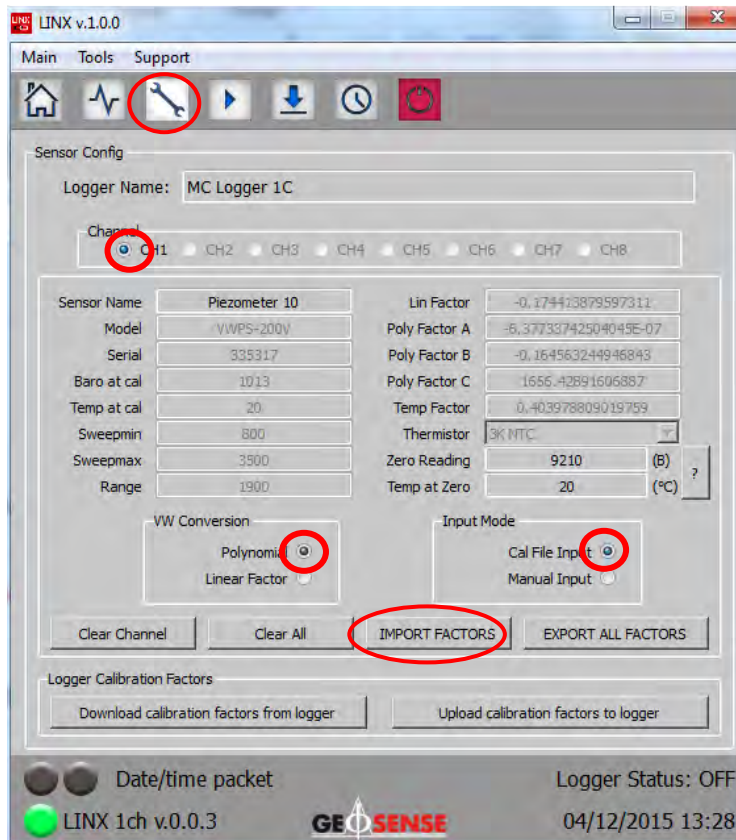 LINX v.1.0.0
Main Tools Support
Sensor Config
Logger Name: MC Logger 1C
Channel
CH1 CH2 CH3 CH4 CH5 CH6 CH7 CH8
Sensor Name Piezometer 10 Lin Factor -0.174413879597311
Model VWPS-200V Poly Factor A -6.37733742504045E-07
Serial 335317 Poly Factor B -0.164563244946843
Baro at cal 1013 Poly Factor C 1666.42891606887
Temp at cal 20 Temp Factor 0.403978809019759
Sweepmin 800 Thermistor 3K NTC
Sweepmax 3500 Zero Reading 9210 (B)
Range 1900 Temp at Zero 20 (°C) ?
VW Conversion Input Mode
Polynomial Cal File Input
Linear Factor Manual Input
Clear Channel Clear All IMPORT FACTORS EXPORT ALL FACTORS
Logger Calibration Factors
Download calibration factors from logger Upload calibration factors to logger
Date/time packet Logger Status: OFF
LINX 1ch v.0.0.3 GEOSENSE 04/12/2015 13:28